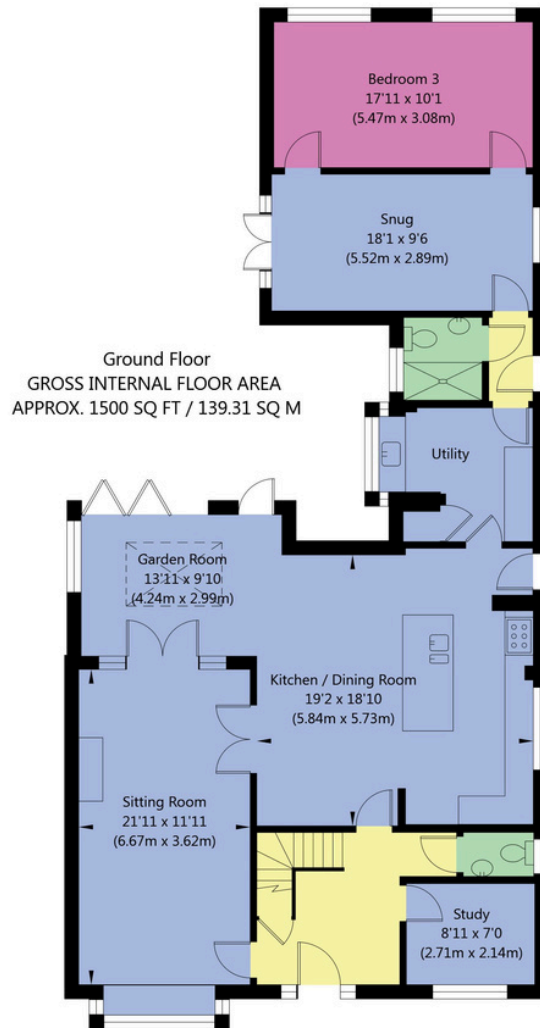 Bedroom 3
17'11 x 10'1
(5.47m x 3.08m)
Snug
18'1 x 9'6
(5.52m x 2.89m)
Ground Floor
GROSS INTERNAL FLOOR AREA
APPROX. 1500 SQ FT / 139.31 SQ M
Utility
Garden Room
13'11 x 9'10
(4.24m x 2.99m)
Kitchen / Dining Room
19'2 x 18'10
(5.84m x 5.73m)
Sitting Room
21'11 x 11'11
(6.67m x 3.62m)
Study
8'11 x 7'0
(2.71m x 2.14m)